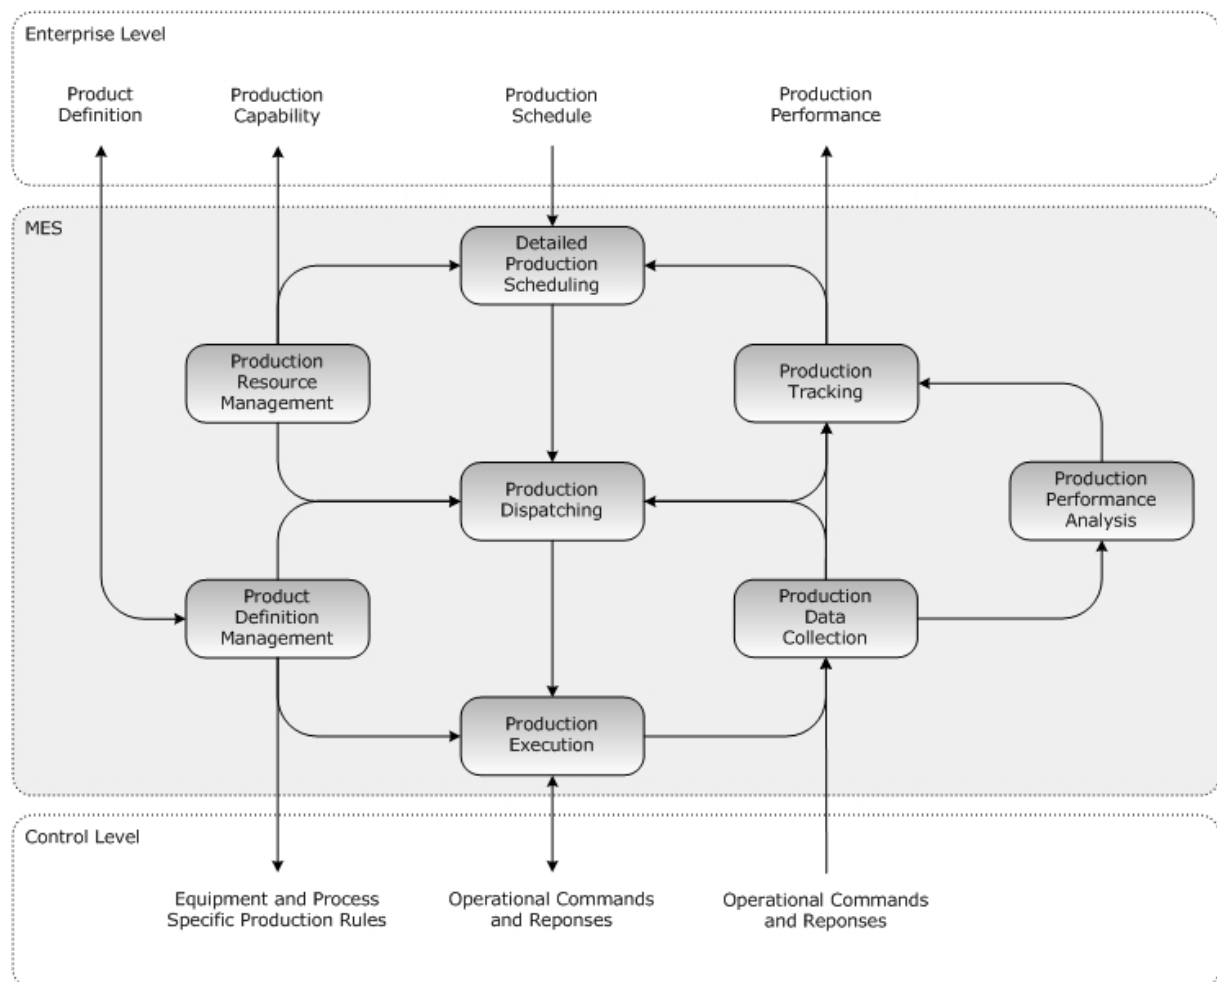 Enterprise Level
Product
Definition
Production
Capability
Production
Schedule
Production
Performance
MES
Detailed
Production
Scheduling
Production
Resource
Management
Production
Tracking
Production
Dispatching
Production
Performance
Analysis
Product
Definition
Management
Production
Data
Collection
Production
Execution
Control Level
Equipment and Process
Specific Production Rules
Operational Commands
and Reponses
Operational Commands
and Reponses